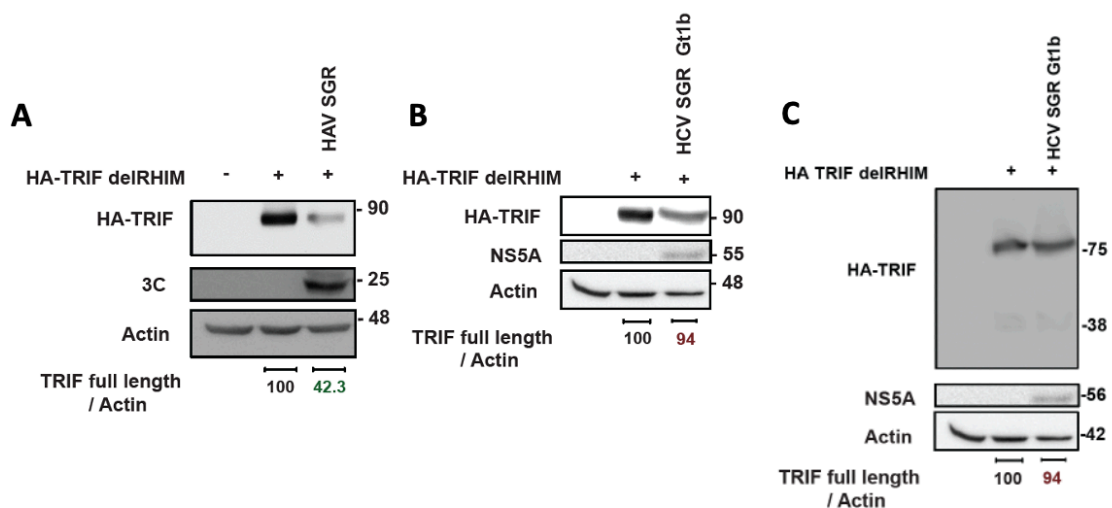 A
HAV SGR
HA-TRIF delRHIM - + +
HA-TRIF
90
3C
25
Actin
48
TRIF full length
/ Actin
100 42.3
B
HCV SGR Gt1b
HA-TRIF delRHIM + +
HA-TRIF
90
NS5A
55
Actin
48
TRIF full length
/ Actin
100 94
C
HCV SGR Gt1b
HA TRIF delRHIM + +
HA-TRIF
-75
-38
NS5A
-56
Actin
-42
TRIF full length
/ Actin
100 94